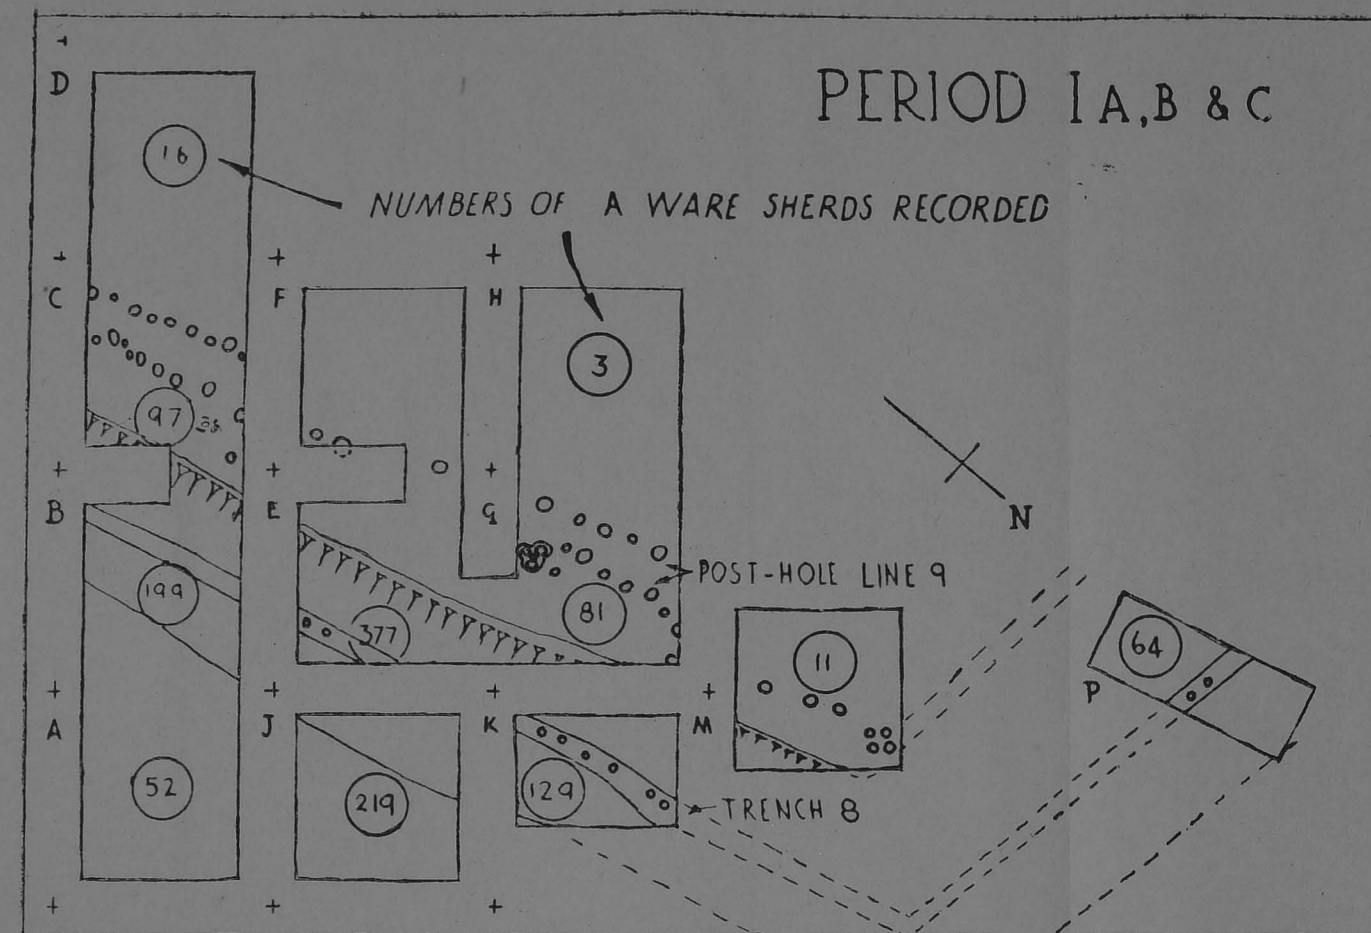 PERIOD I A, B & C
D
16
NUMBERS OF A WARE SHERDS RECORDED
C
F
H
3
97
B
E
G
N
199
377
81
POST-HOLE LINE 9
11
64
P
A
J
K
M
52
219
129
TRENCH 8